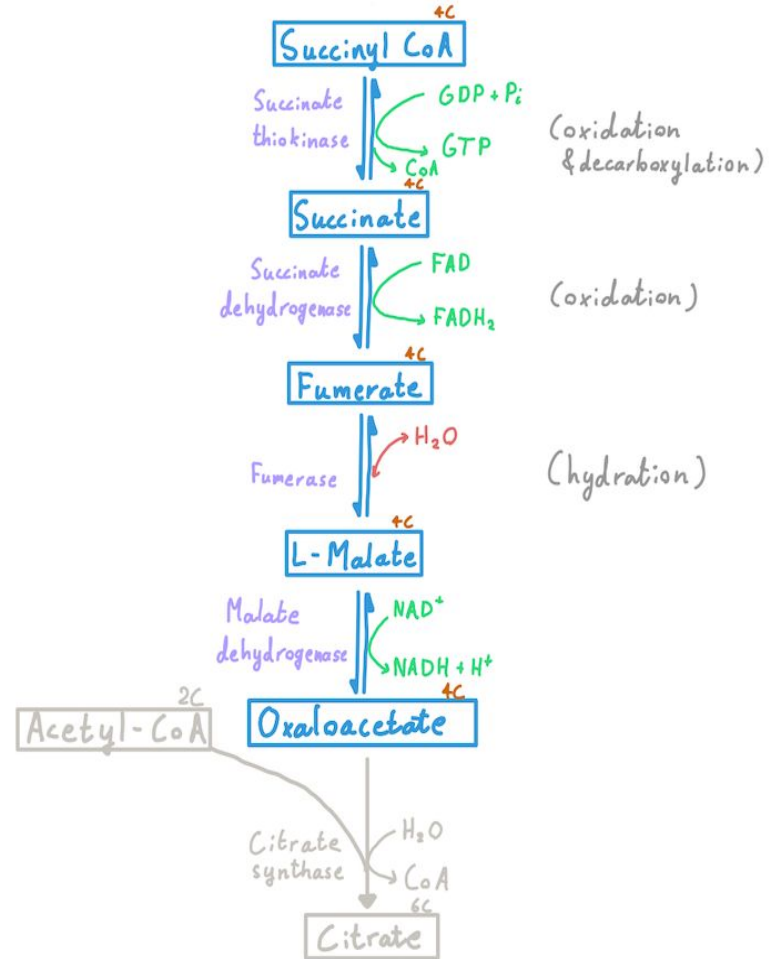 4C
Succinyl CoA
Succinate
thiokinase
GDP + Pi
GTP
CoA
(oxidation
& decarboxylation)
4C
Succinate
Succinate
dehydrogenase
FAD
FADH₂
(oxidation)
4C
Fumerate
Fumerase
H₂O
(hydration)
4C
L-Malate
Malate
dehydrogenase
NAD⁺
NADH + H⁺
4C
Oxaloacetate
2C
Acetyl-CoA
Citrate
synthase
H₂O
CoA
6C
Citrate